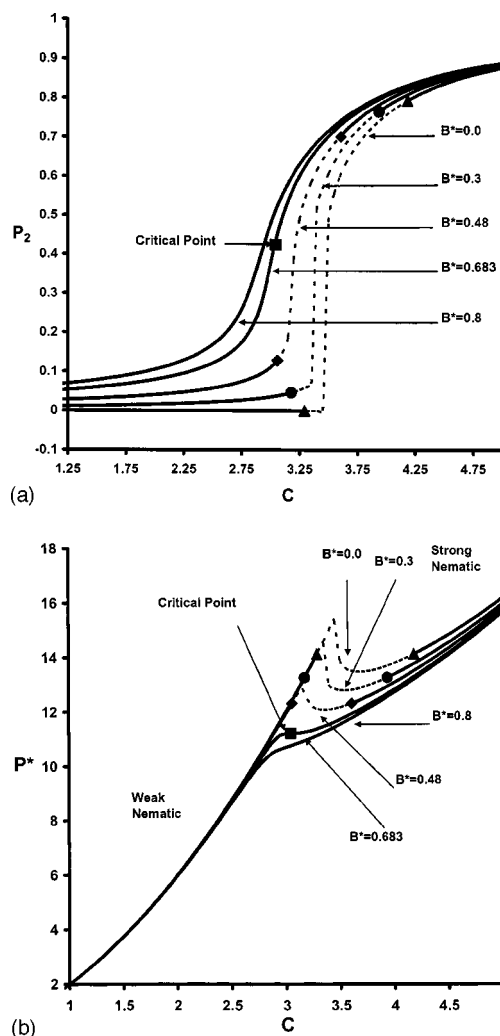 1
0.9
0.8
0.7
0.6
0.5
0.4
0.3
0.2
0.1
0
-0.1
P2
B*=0.0
B*=0.3
B*=0.48
Critical Point
B*=0.683
B*=0.8
1.25 1.75 2.25 2.75 3.25 3.75 4.25 4.75
(a)
C
18
16
14
12
10
8
6
4
2
P*
B*=0.0
Strong
Nematic
B*=0.3
Critical Point
B*=0.8
B*=0.48
Weak
Nematic
B*=0.683
1 1.5 2 2.5 3 3.5 4 4.5
(b)
C